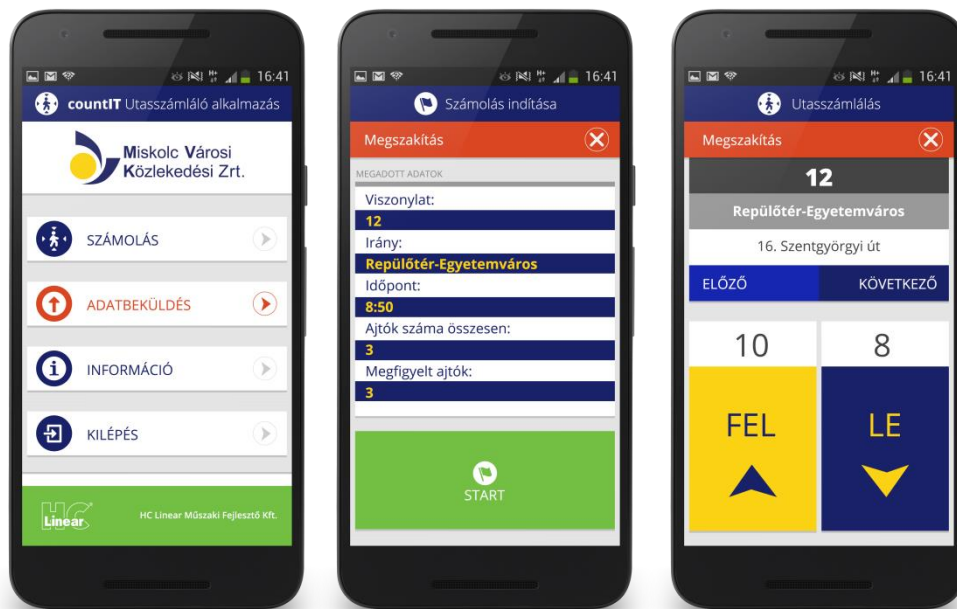 16:41
countIT Utasszámláló alkalmazás
Miskolc Városi
Közlekedési Zrt.
SZÁMOLÁS
ADATBEKÜLDÉS
INFORMÁCIÓ
KILÉPÉS
HC
Linear
HC Linear Műszaki Fejlesztő Kft.
H+
16:41
Számolás indítása
Megszakítás
MEGADOTT ADATOK
Viszonylat:
12
Irány:
Repülőtér-Egyetemváros
Időpont:
8:50
Ajtók száma összesen:
3
Megfigyelt ajtók:
3
START
16:41
Utasszámlálás
Megszakítás
12
Repülőtér-Egyetemváros
16. Szentgyörgyi út
ELŐZŐ KÖVETKEZŐ
10 8
FEL LE